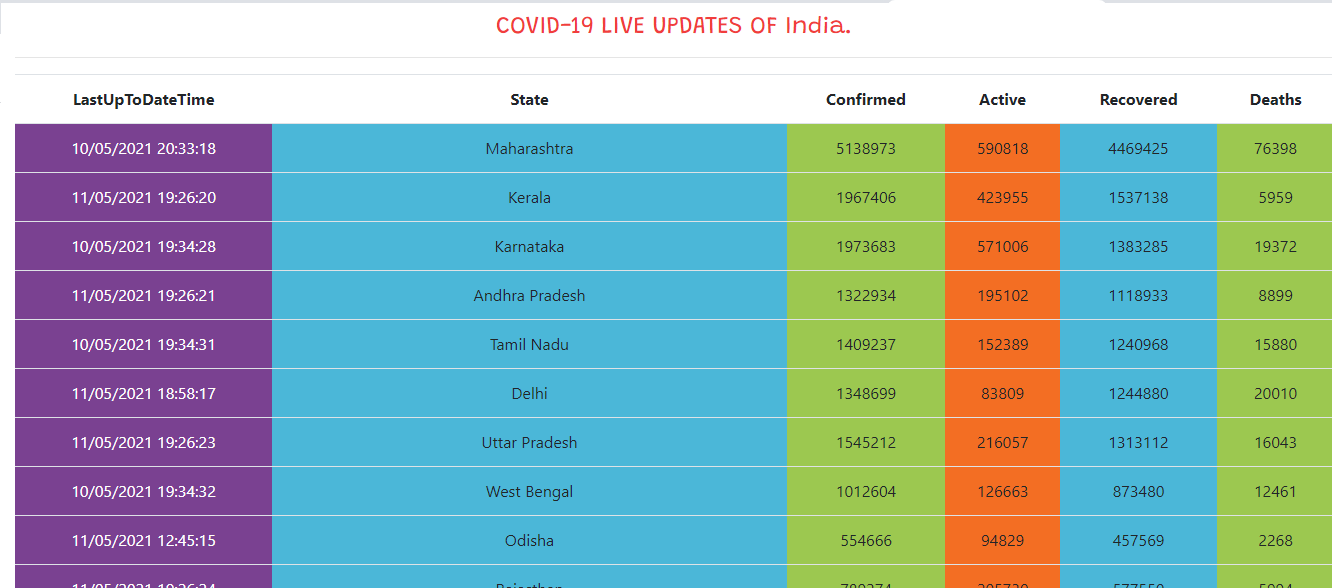 COVID-19 LIVE UPDATES OF India.
LastUpToDateTime State Confirmed Active Recovered Deaths
10/05/2021 20:33:18 Maharashtra 5138973 590818 4469425 76398
11/05/2021 19:26:20 Kerala 1967406 423955 1537138 5959
10/05/2021 19:34:28 Karnataka 1973683 571006 1383285 19372
11/05/2021 19:26:21 Andhra Pradesh 1322934 195102 1118933 8899
10/05/2021 19:34:31 Tamil Nadu 1409237 152389 1240968 15880
11/05/2021 18:58:17 Delhi 1348699 83809 1244880 20010
11/05/2021 19:26:23 Uttar Pradesh 1545212 216057 1313112 16043
10/05/2021 19:34:32 West Bengal 1012604 126663 873480 12461
11/05/2021 12:45:15 Odisha 554666 94829 457569 2268